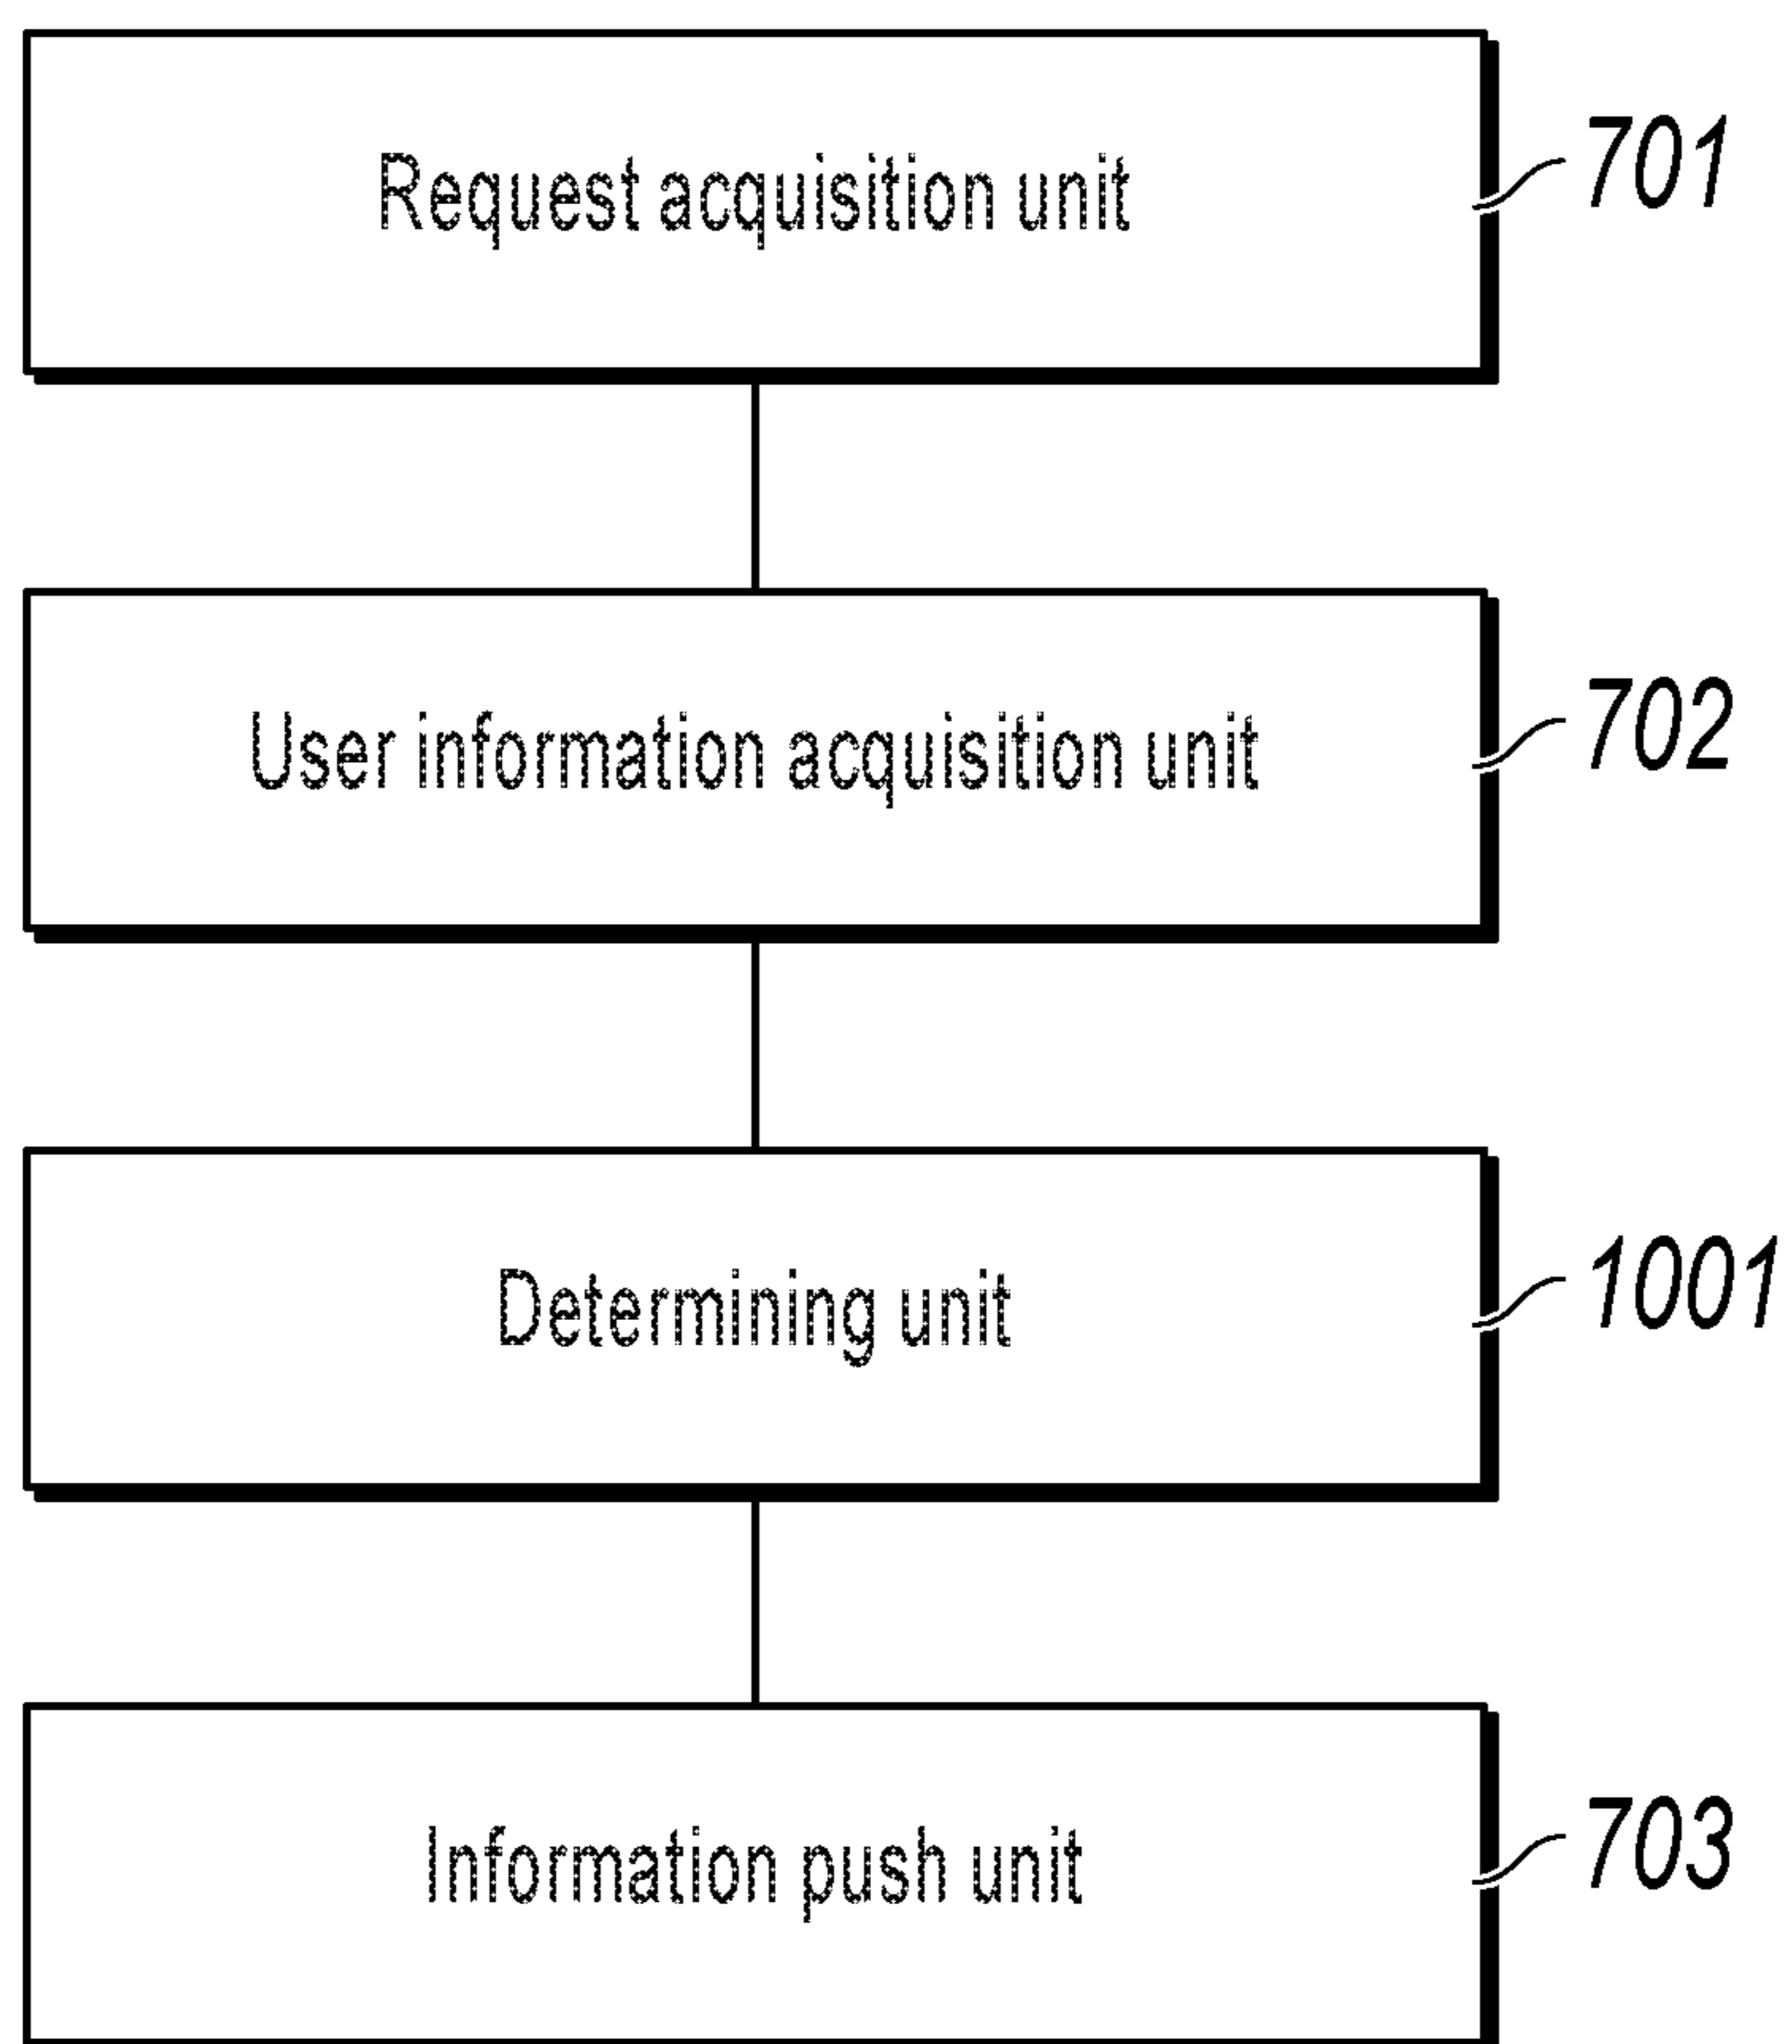 Request acquisition unit 701
User information acquisition unit 702
Determining unit 1001
Information push unit 703